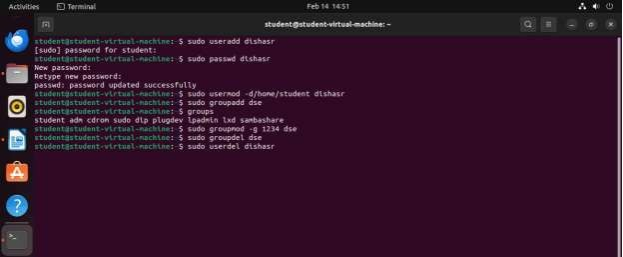 Activities
Terminal
Feb 14 14:51
student@student-virtual-machine: ~
student@student-virtual-machine:~$ sudo useradd dishasr
[sudo] password for student:
student@student-virtual-machine:~$ sudo passwd dishasr
New password:
Retype new password:
passwd: password updated successfully
student@student-virtual-machine:~$ sudo usermod -d/home/student dishasr
student@student-virtual-machine:~$ sudo groupadd dse
student@student-virtual-machine:~$ groups
student adm cdrom sudo dip plugdev lpadmin lxd sambashare
student@student-virtual-machine:~$ sudo groupmod -g 1234 dse
student@student-virtual-machine:~$ sudo groupdel dse
student@student-virtual-machine:~$ sudo userdel dishasr